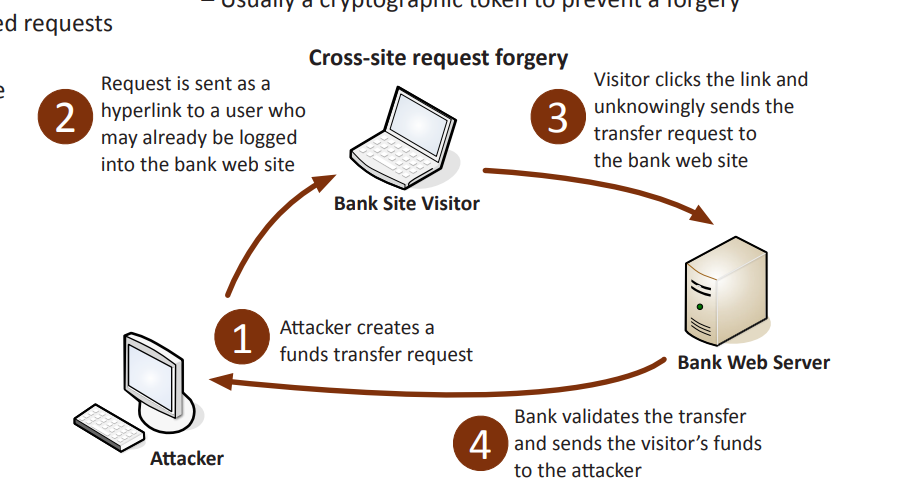 – Usually a cryptographic token to prevent a forgery
ed requests
e
Cross-site request forgery
2
Request is sent as a
hyperlink to a user who
may already be logged
into the bank web site
3
Visitor clicks the link and
unknowingly sends the
transfer request to
the bank web site
Bank Site Visitor
1
Attacker creates a
funds transfer request
Bank Web Server
Attacker
4
Bank validates the transfer
and sends the visitor’s funds
to the attacker